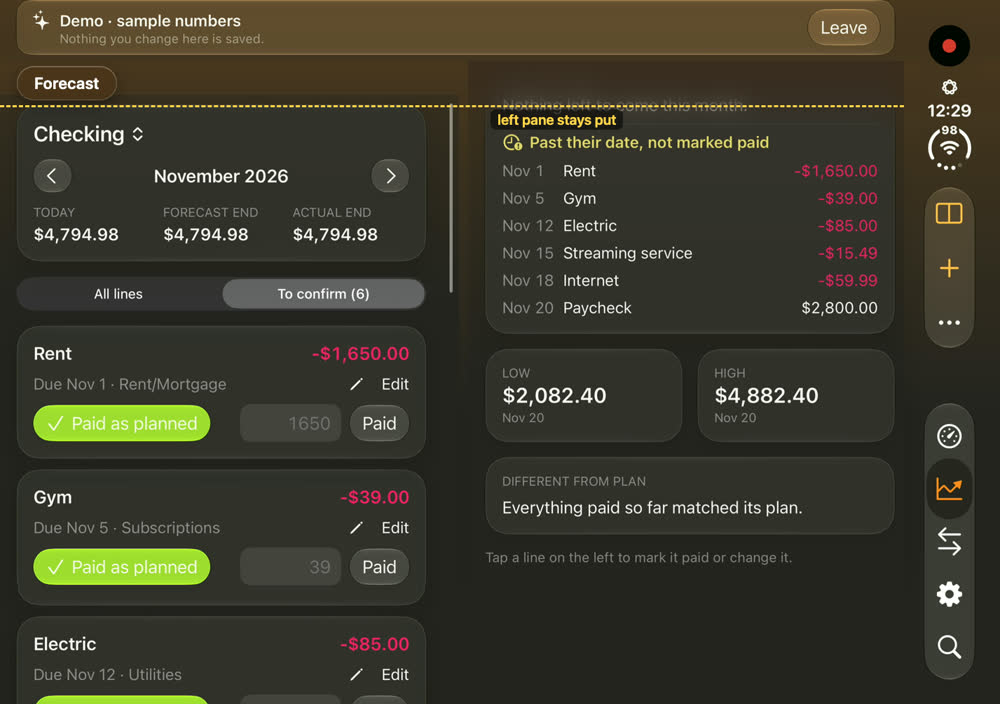 Demo · sample numbers
Nothing you change here is saved.
Leave
Forecast
Checking
November 2026
TODAY
$4,794.98
FORECAST END
$4,794.98
ACTUAL END
$4,794.98
All lines
To confirm (6)
Rent
-$1,650.00
Due Nov 1 · Rent/Mortgage
Edit
Paid as planned
1650
Paid
Gym
-$39.00
Due Nov 5 · Subscriptions
Edit
Paid as planned
39
Paid
Electric
-$85.00
Due Nov 12 · Utilities
Edit
Nothing left to come this month.
left pane stays put
Past their date, not marked paid
Nov 1 Rent -$1,650.00
Nov 5 Gym -$39.00
Nov 12 Electric -$85.00
Nov 15 Streaming service -$15.49
Nov 18 Internet -$59.99
Nov 20 Paycheck $2,800.00
LOW
$2,082.40
Nov 20
HIGH
$4,882.40
Nov 20
DIFFERENT FROM PLAN
Everything paid so far matched its plan.
Tap a line on the left to mark it paid or change it.
12:29
98